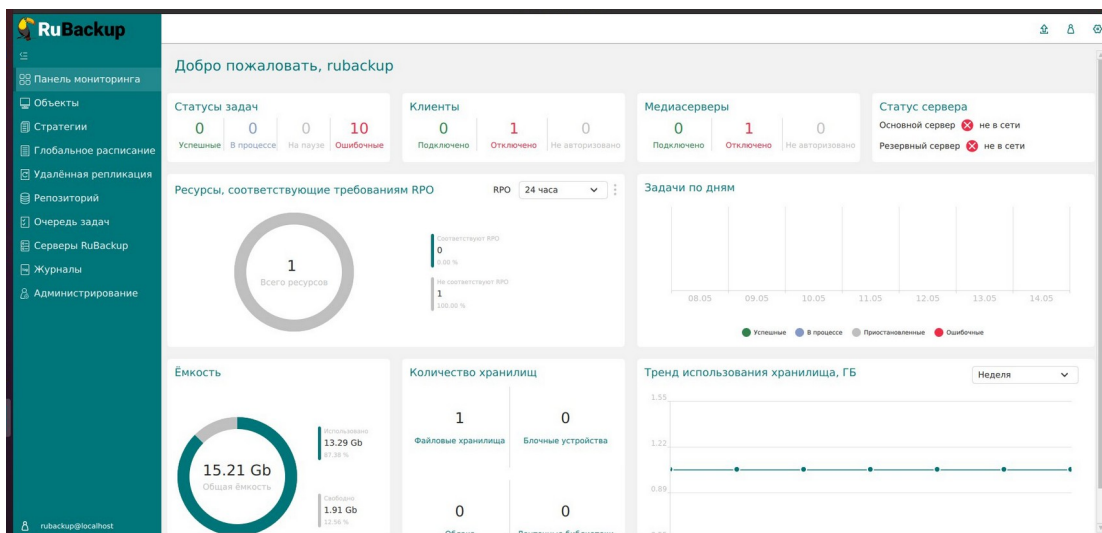 RuBackup
Панель мониторинга
Объекты
Стратегии
Глобальное расписание
Удалённая репликация
Репозиторий
Очередь задач
Серверы RuBackup
Журналы
Администрирование
rubackup@localhost
Добро пожаловать, rubackup
Статусы задач
0 0 0 10
Успешные В процессе На паузе Ошибочные
Клиенты
0 1 0
Подключено Отключено Не авторизовано
Медиасерверы
0 1 0
Подключено Отключено Не авторизовано
Статус сервера
Основной сервер не в сети
Резервный сервер не в сети
Ресурсы, соответствующие требованиям RPO
RPO 24 часа
1
Всего ресурсов
Соответствуют RPO
0
0.00 %
Не соответствуют RPO
1
100.00 %
Задачи по дням
08.05 09.05 10.05 11.05 12.05 13.05 14.05
Успешные В процессе Приостановленные Ошибочные
Ёмкость
15.21 Gb
Общая ёмкость
Использовано
13.29 Gb
87.38 %
Свободно
1.91 Gb
12.56 %
Количество хранилищ
1
Файловые хранилища
0
Блочные устройства
0
0
Тренд использования хранилища, ГБ
Неделя
1.55
1.22
0.89